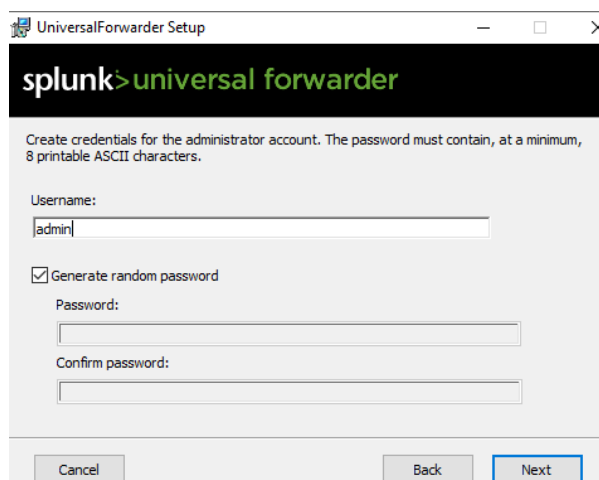 UniversalForwarder Setup
splunk>universal forwarder
Create credentials for the administrator account. The password must contain, at a minimum,
8 printable ASCII characters.
Username:
admin
Generate random password
Password:
Confirm password:
Cancel
Back
Next